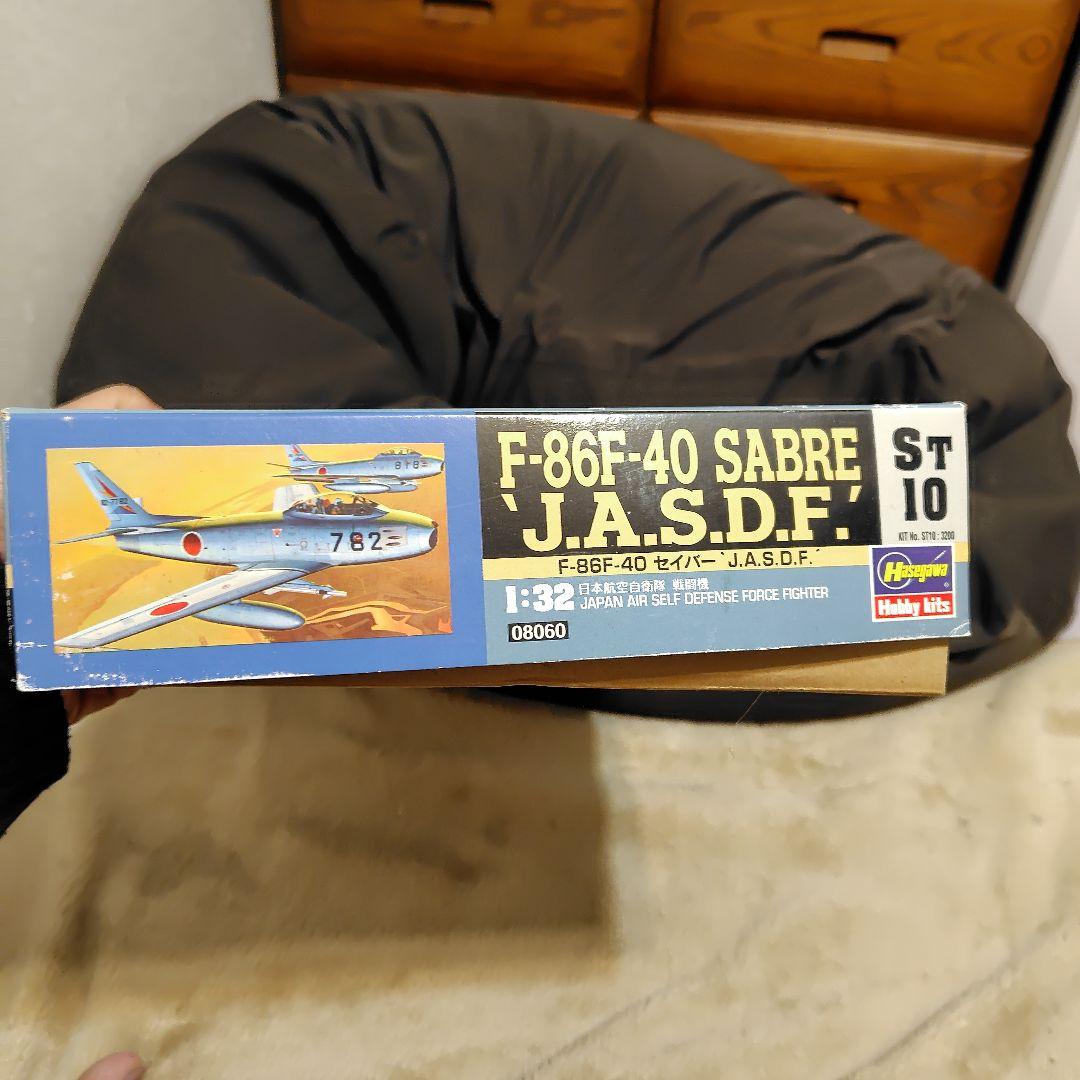 F-86F-40 SABRE
'J.A.S.D.F.'
F-86F-40 セイバー 'J.A.S.D.F.'
1:32 日本航空自衛隊 戦闘機
JAPAN AIR SELF DEFENSE FORCE FIGHTER
08060
ST
10
KIT No. ST10:3200
Hasegawa
Hobby kits
782
818